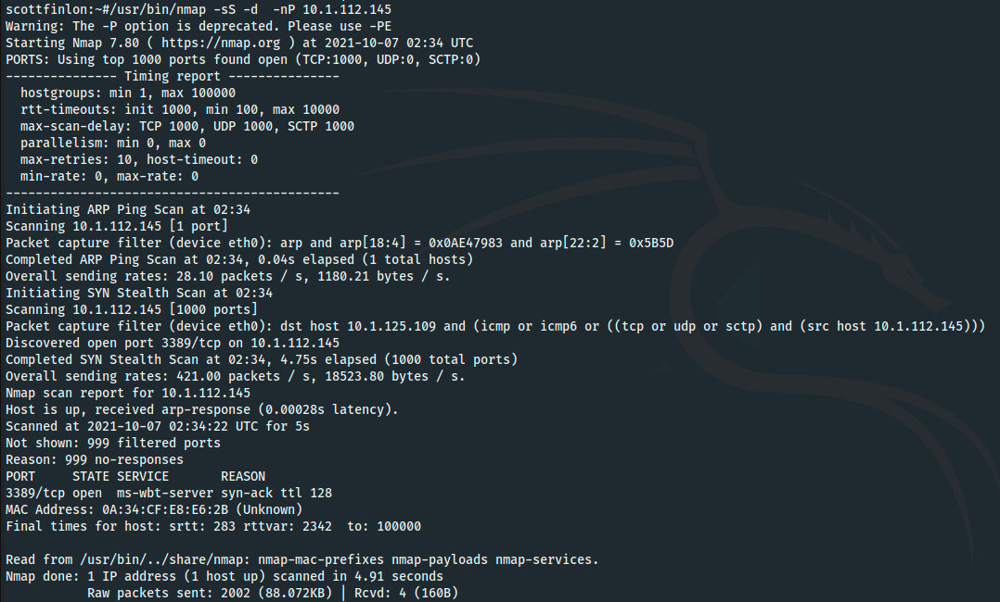 scottfinlon:~#/usr/bin/nmap -sS -d  -nP 10.1.112.145
Warning: The -P option is deprecated. Please use -PE
Starting Nmap 7.80 ( https://nmap.org ) at 2021-10-07 02:34 UTC
PORTS: Using top 1000 ports found open (TCP:1000, UDP:0, SCTP:0)
--------------- Timing report ---------------
  hostgroups: min 1, max 100000
  rtt-timeouts: init 1000, min 100, max 10000
  max-scan-delay: TCP 1000, UDP 1000, SCTP 1000
  parallelism: min 0, max 0
  max-retries: 10, host-timeout: 0
  min-rate: 0, max-rate: 0
---------------------------------------------
Initiating ARP Ping Scan at 02:34
Scanning 10.1.112.145 [1 port]
Packet capture filter (device eth0): arp and arp[18:4] = 0x0AE47983 and arp[22:2] = 0x5B5D
Completed ARP Ping Scan at 02:34, 0.04s elapsed (1 total hosts)
Overall sending rates: 28.10 packets / s, 1180.21 bytes / s.
Initiating SYN Stealth Scan at 02:34
Scanning 10.1.112.145 [1000 ports]
Packet capture filter (device eth0): dst host 10.1.125.109 and (icmp or icmp6 or ((tcp or udp or sctp) and (src host 10.1.112.145)))
Discovered open port 3389/tcp on 10.1.112.145
Completed SYN Stealth Scan at 02:34, 4.75s elapsed (1000 total ports)
Overall sending rates: 421.00 packets / s, 18523.80 bytes / s.
Nmap scan report for 10.1.112.145
Host is up, received arp-response (0.00028s latency).
Scanned at 2021-10-07 02:34:22 UTC for 5s
Not shown: 999 filtered ports
Reason: 999 no-responses
PORT     STATE SERVICE       REASON
3389/tcp open  ms-wbt-server syn-ack ttl 128
MAC Address: 0A:34:CF:E8:E6:2B (Unknown)
Final times for host: srtt: 283 rttvar: 2342  to: 100000

Read from /usr/bin/../share/nmap: nmap-mac-prefixes nmap-payloads nmap-services.
Nmap done: 1 IP address (1 host up) scanned in 4.91 seconds
           Raw packets sent: 2002 (88.072KB) | Rcvd: 4 (160B)